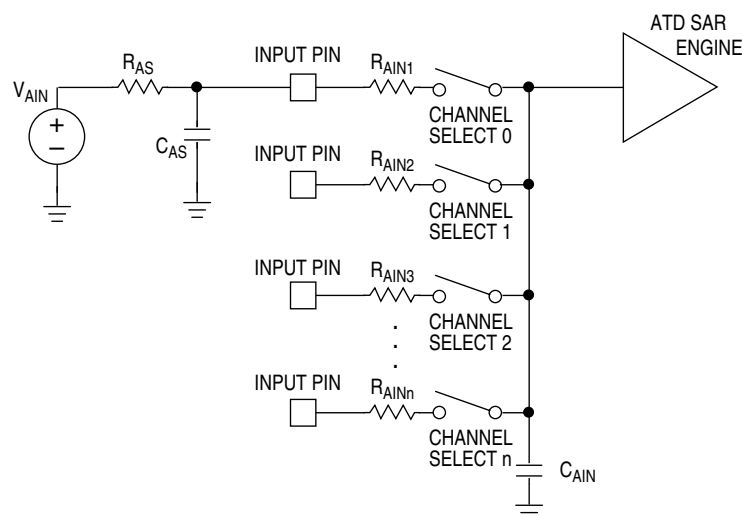 ATD SAR
ENGINE
INPUT PIN
RAS
RAIN1
VAIN
+
–
CAS
CHANNEL
SELECT 0
INPUT PIN
RAIN2
CHANNEL
SELECT 1
INPUT PIN
RAIN3
CHANNEL
SELECT 2
.
.
.
INPUT PIN
RAINn
CHANNEL
SELECT n
CAIN